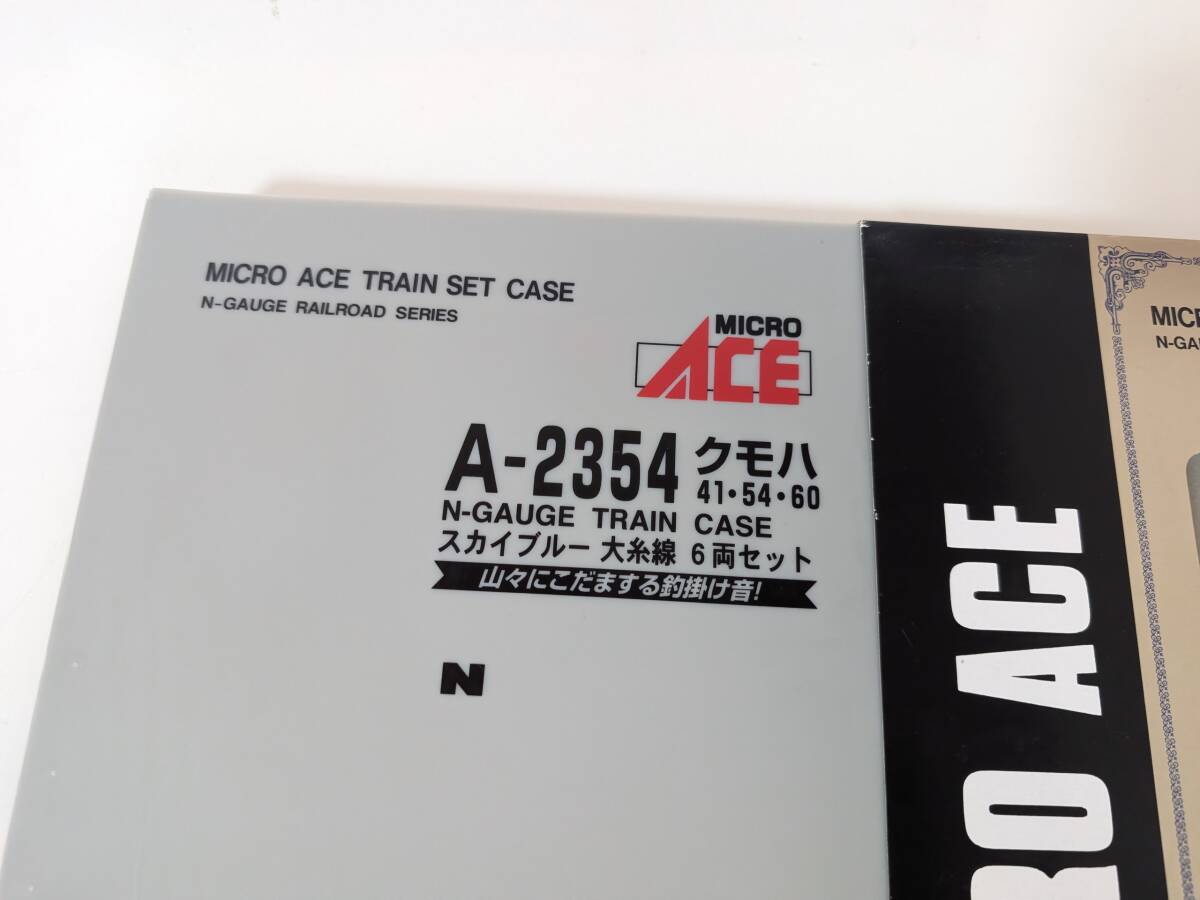 MICRO ACE TRAIN SET CASE
N-GAUGE RAILROAD SERIES
MICRO
ACE
A-2354 クモハ
41・54・60
N-GAUGE TRAIN CASE
スカイブルー 大糸線 6両セット
山々にこだまする釣掛け音!
N
RO ACE
MICR
N-GA